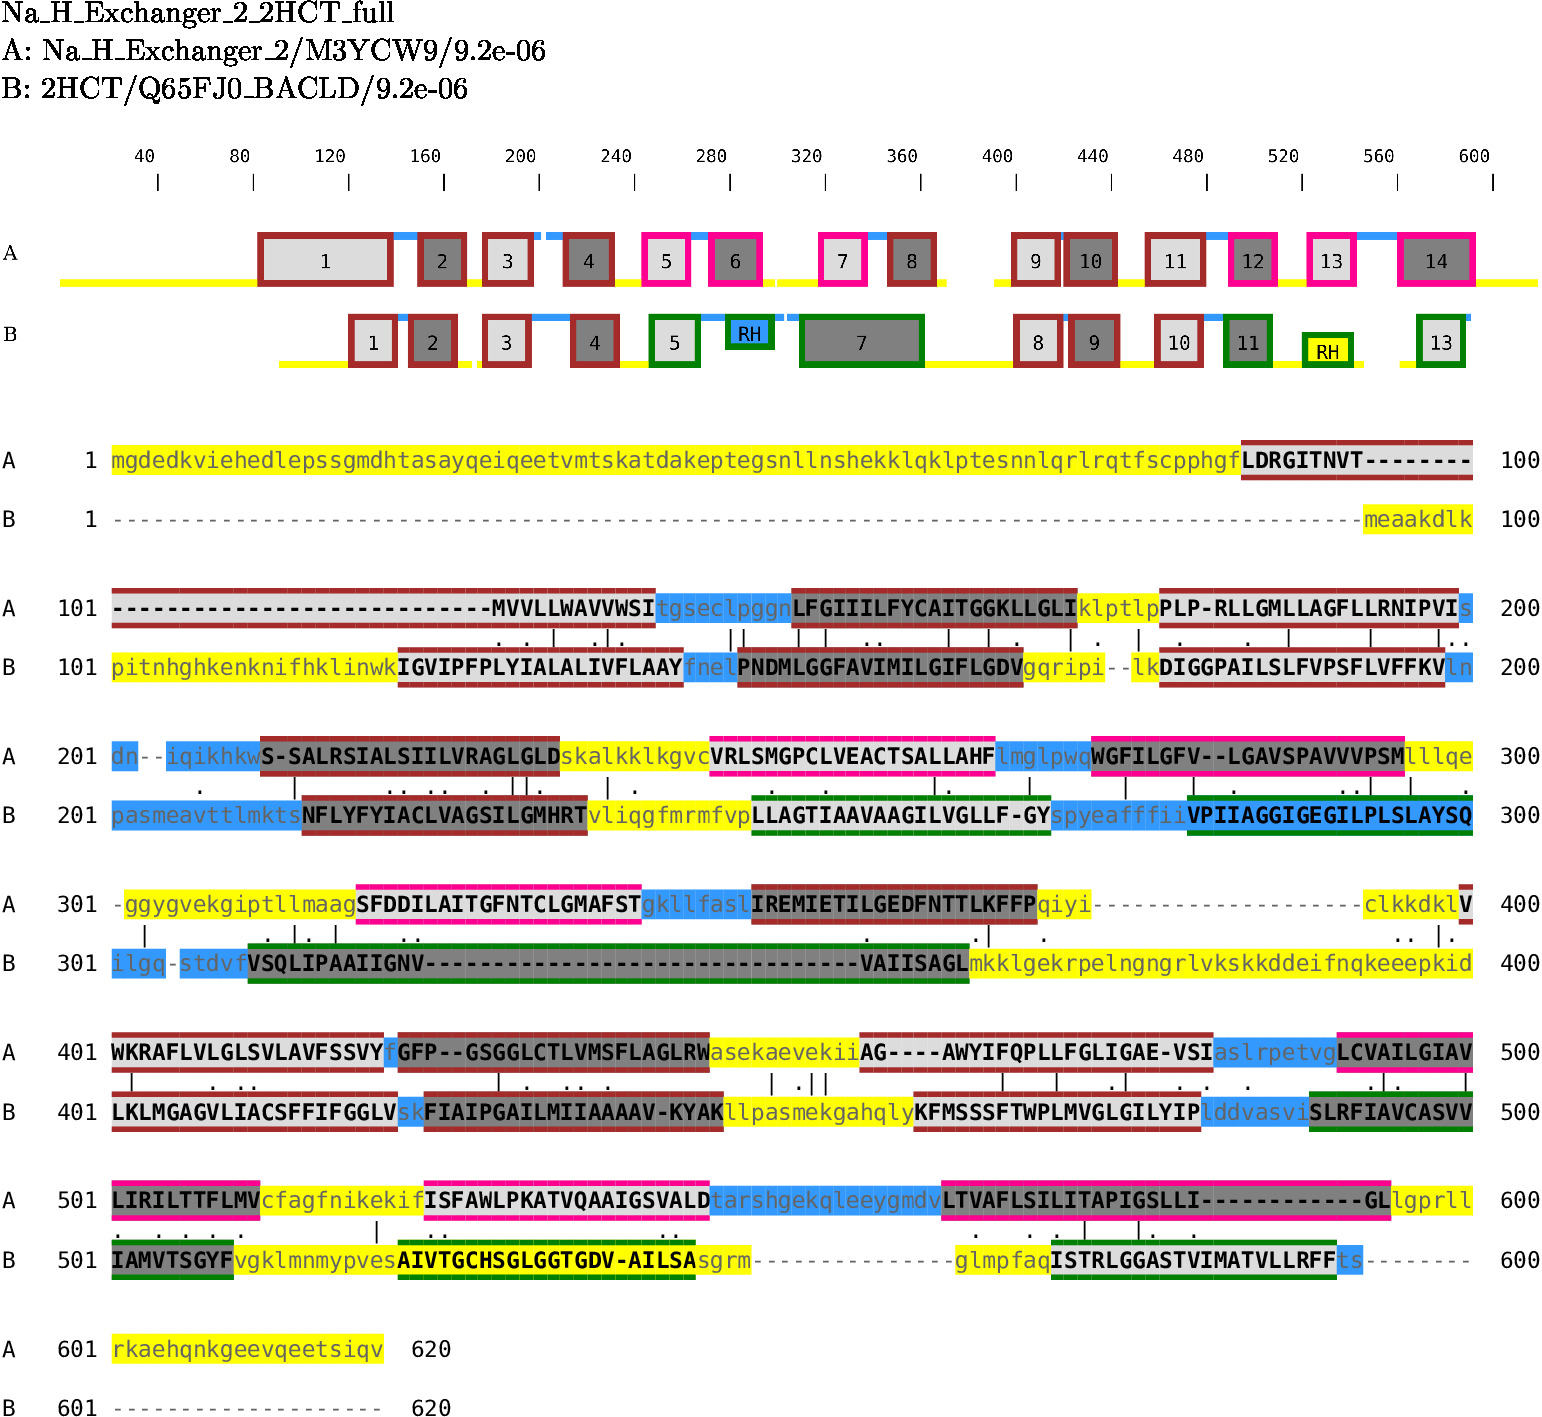 Na_H_Exchanger_2_2HCT_full
A: Na_H_Exchanger_2/M3YCW9/9.2e-06
B: 2HCT/Q65FJ0_BACLD/9.2e-06
40 80 120 160 200 240 280 320 360 400 440 480 520 560 600
A 1 2 3 4 5 6 7 8 9 10 11 12 13 14
B 1 2 3 4 5 RH 7 8 9 10 11 RH 13
A 1 mgdedkviehedlepssgmdhtasayqeiqeetvmtskatdakeptegsnllnshekklqklptesnnlqrlrqtfscpphgfLDRGITNVT-------- 100
B 1 --------------------------------------------------------------------------------------------meaakdlk 100
A 101 ----------------------------MVVLLWAVVWSItgseclpggnLFGIIILFYCAITGGKLLGLIklptlpPLP-RLLGMLLAGFLLRNIPVIs 200
B 101 pitnhghkenknifhklinwkIGVIPFPLYIALALIVFLAAYfnelPNDMLGGFAVIMILGIFLGDVgqripi--lkDIGGPAILSLFVPSFLVFFKVln 200
A 201 dn--iqikhkwS-SALRSIALSIILVRAGLGLDskalkklkgvcVRLSMGPCLVEACTSALLAHFlmglpwqWGFILGFV--LGAVSPAVVVPSMlllqe 300
B 201 pasmeavttlmktsNFLYFYIACLVAGSILGMHRTvliqgfmrmfvpLLAGTIAAVAAGILVGLLF-GYspyeafffiiVPIIAGGIGEGILPLSLAYSQ 300
A 301 -ggygvekgiptllmaagSFDDILAITGFNTCLGMAFSTgkllfaslIREMIETILGEDFNTTLKFFPqiyi--------------------clkkdklV 400
B 301 ilgq-stdvfVSQLIPAAIIGNV--------------------------------VAIISAGLmkklgekrpelngngrlvkskkddeifnqkeeepkid 400
A 401 WKRAFLVLGLSVLAVFSSVYfGFP--GSGGLCTLVMSFLAGLRWasekaevekiiAG----AWYIFQPLLFGLIGAE-VSIaslrpetvgLCVAILGIAV 500
B 401 LKLMGAGVLIACSFFIFGGLVskFIAIPGAILMIIAAAAV-KYAKllpasmekgahqlyKFMSSSFTWPLMVGLGILYIPlddvasviSLRFIAVCASVV 500
A 501 LIRILTTFLMVcfagfnikekifISFAWLPKATVQAAIGSVALDtarshgekqleeygmdvLTVAFLSILITAPIGSLLI------------GLlgprll 600
B 501 IAMVTSGYFvgklmnmypvesAIVTGCHSGLGGTGDV-AILSAsgrm---------------glmpfaqISTRLGGASTVIMATVLLRFFts-------- 600
A 601 rkaehqnkgeevqeetsiqv 620
B 601 -------------------- 620